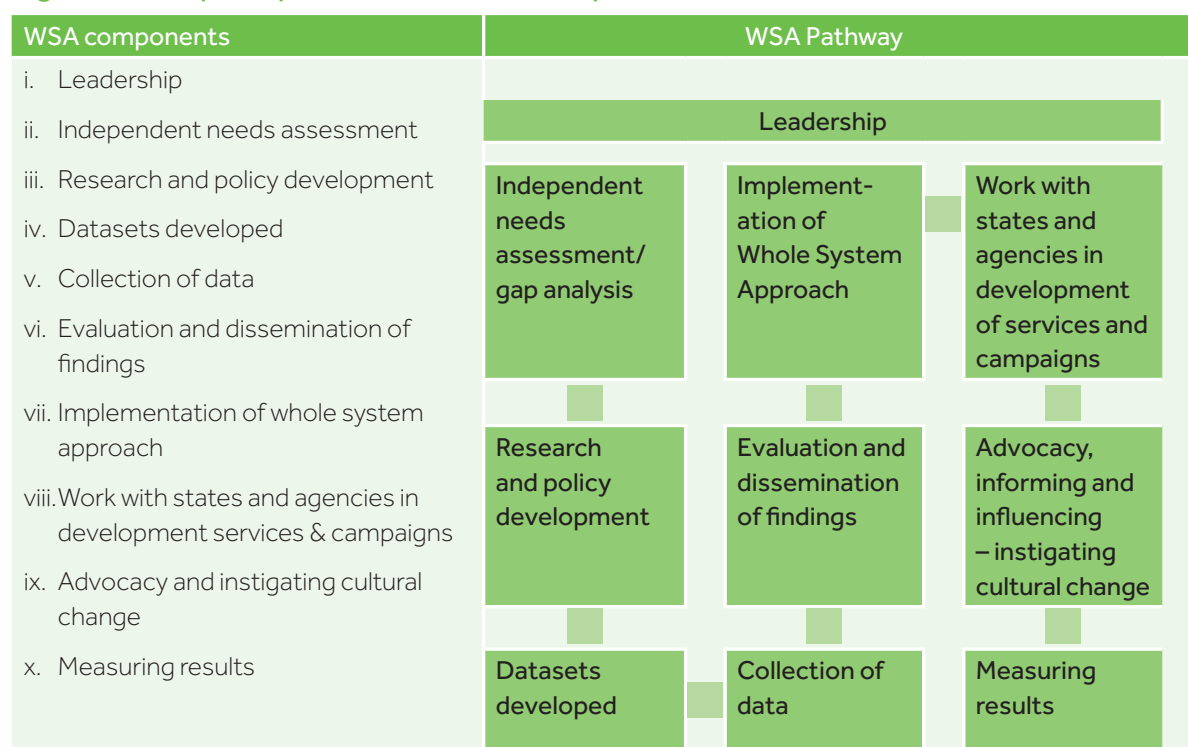 WSA components
WSA Pathway
i. Leadership
ii. Independent needs assessment
iii. Research and policy development
iv. Datasets developed
v. Collection of data
vi. Evaluation and dissemination of
findings
vii. Implementation of whole system
approach
viii. Work with states and agencies in
development services & campaigns
ix. Advocacy and instigating cultural
change
x. Measuring results
Leadership
Independent
needs
assessment/
gap analysis
Research
and policy
development
Datasets
developed
Implement-
ation of
Whole System
Approach
Evaluation and
dissemination
of findings
Collection of
data
Work with
states and
agencies in
development
of services and
campaigns
Advocacy,
informing and
influencing
– instigating
cultural change
Measuring
results